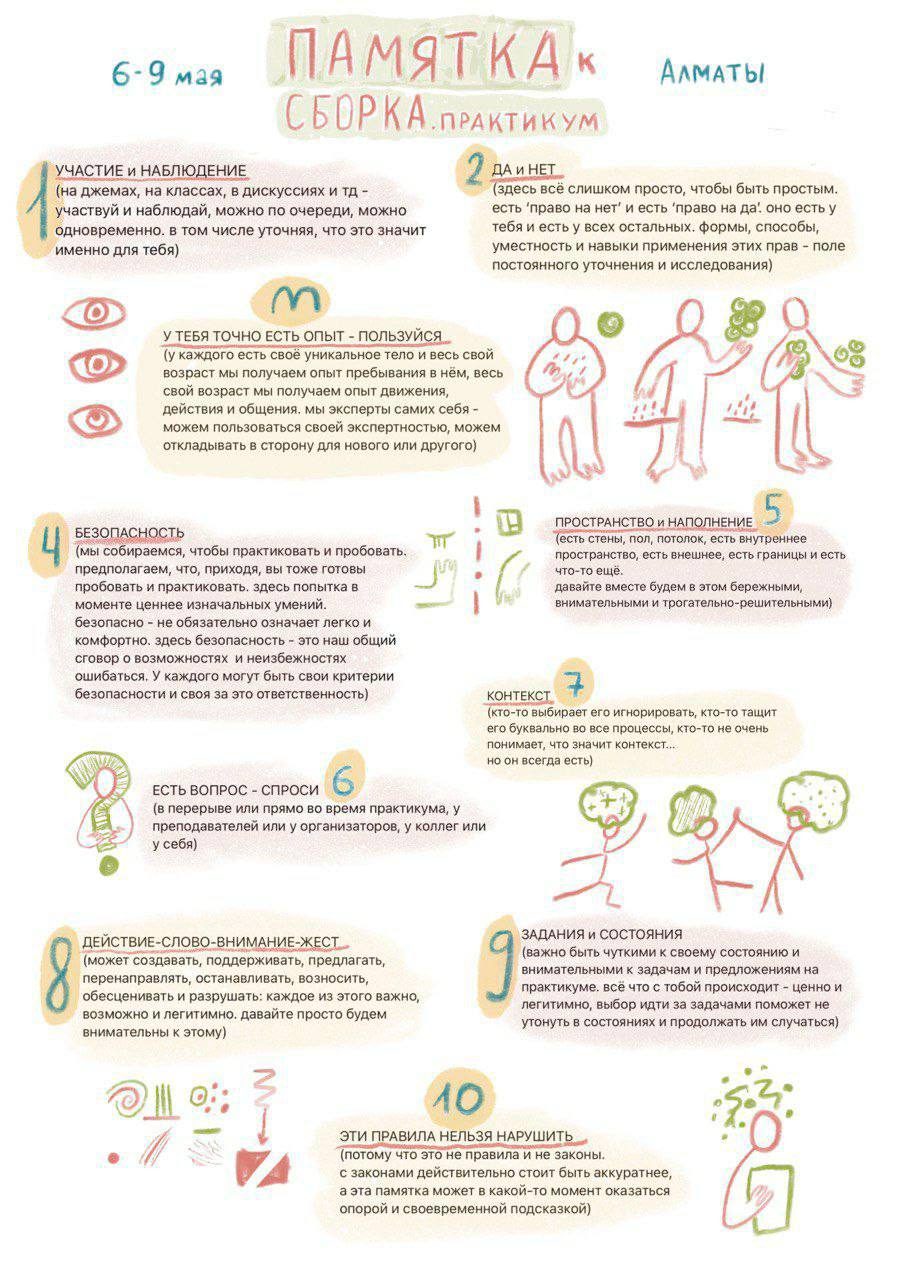 6-9 мая
ПАМЯТКА к
СБОРКА.ПРАКТИКУМ
АЛМАТЫ
1
УЧАСТИЕ и НАБЛЮДЕНИЕ
(на джемах, на классах, в дискуссиях и тд -
участвуй и наблюдай, можно по очереди, можно
одновременно. в том числе уточняя, что это значит
именно для тебя)
2
ДА и НЕТ
(здесь всё слишком просто, чтобы быть простым.
есть ‘право на нет’ и есть ‘право на да’. оно есть у
тебя и есть у всех остальных. формы, способы,
уместность и навыки применения этих прав - поле
постоянного уточнения и исследования)
У ТЕБЯ ТОЧНО ЕСТЬ ОПЫТ - ПОЛЬЗУЙСЯ
(у каждого есть своё уникальное тело и весь свой
возраст мы получаем опыт пребывания в нём, весь
свой возраст мы получаем опыт движения,
действия и общения. мы эксперты самих себя -
можем пользоваться своей экспертностью, можем
откладывать в сторону для нового или другого)
4
БЕЗОПАСНОСТЬ
(мы собираемся, чтобы практиковать и пробовать.
предполагаем, что, приходя, вы тоже готовы
пробовать и практиковать. здесь попытка в
моменте ценнее изначальных умений.
безопасно - не обязательно означает легко и
комфортно. здесь безопасность - это наш общий
сговор о возможностях и неизбежностях
ошибаться. У каждого могут быть свои критерии
безопасности и своя за это ответственность)
5
ПРОСТРАНСТВО и НАПОЛНЕНИЕ
(есть стены, пол, потолок, есть внутреннее
пространство, есть внешнее, есть границы и есть
что-то ещё.
давайте вместе будем в этом бережными,
внимательными и трогательно-решительными)
7
КОНТЕКСТ
(кто-то выбирает его игнорировать, кто-то тащит
его буквально во все процессы, кто-то не очень
понимает, что значит контекст...
но он всегда есть)
6
ЕСТЬ ВОПРОС - СПРОСИ
(в перерыве или прямо во время практикума, у
преподавателей или у организаторов, у коллег или
у себя)
8
ДЕЙСТВИЕ-СЛОВО-ВНИМАНИЕ-ЖЕСТ
(может создавать, поддерживать, предлагать,
перенаправлять, останавливать, возносить,
обесценивать и разрушать: каждое из этого важно,
возможно и легитимно. давайте просто будем
внимательны к этому)
9
ЗАДАНИЯ и СОСТОЯНИЯ
(важно быть чуткими к своему состоянию и
внимательными к задачам и предложениям на
практикуме. всё что с тобой происходит - ценно и
легитимно, выбор идти за задачами поможет не
утонуть в состояниях и продолжать им случаться)
10
ЭТИ ПРАВИЛА НЕЛЬЗЯ НАРУШИТЬ
(потому что это не правила и не законы.
с законами действительно стоит быть аккуратнее,
а эта памятка может в какой-то момент оказаться
опорой и своевременной подсказкой)